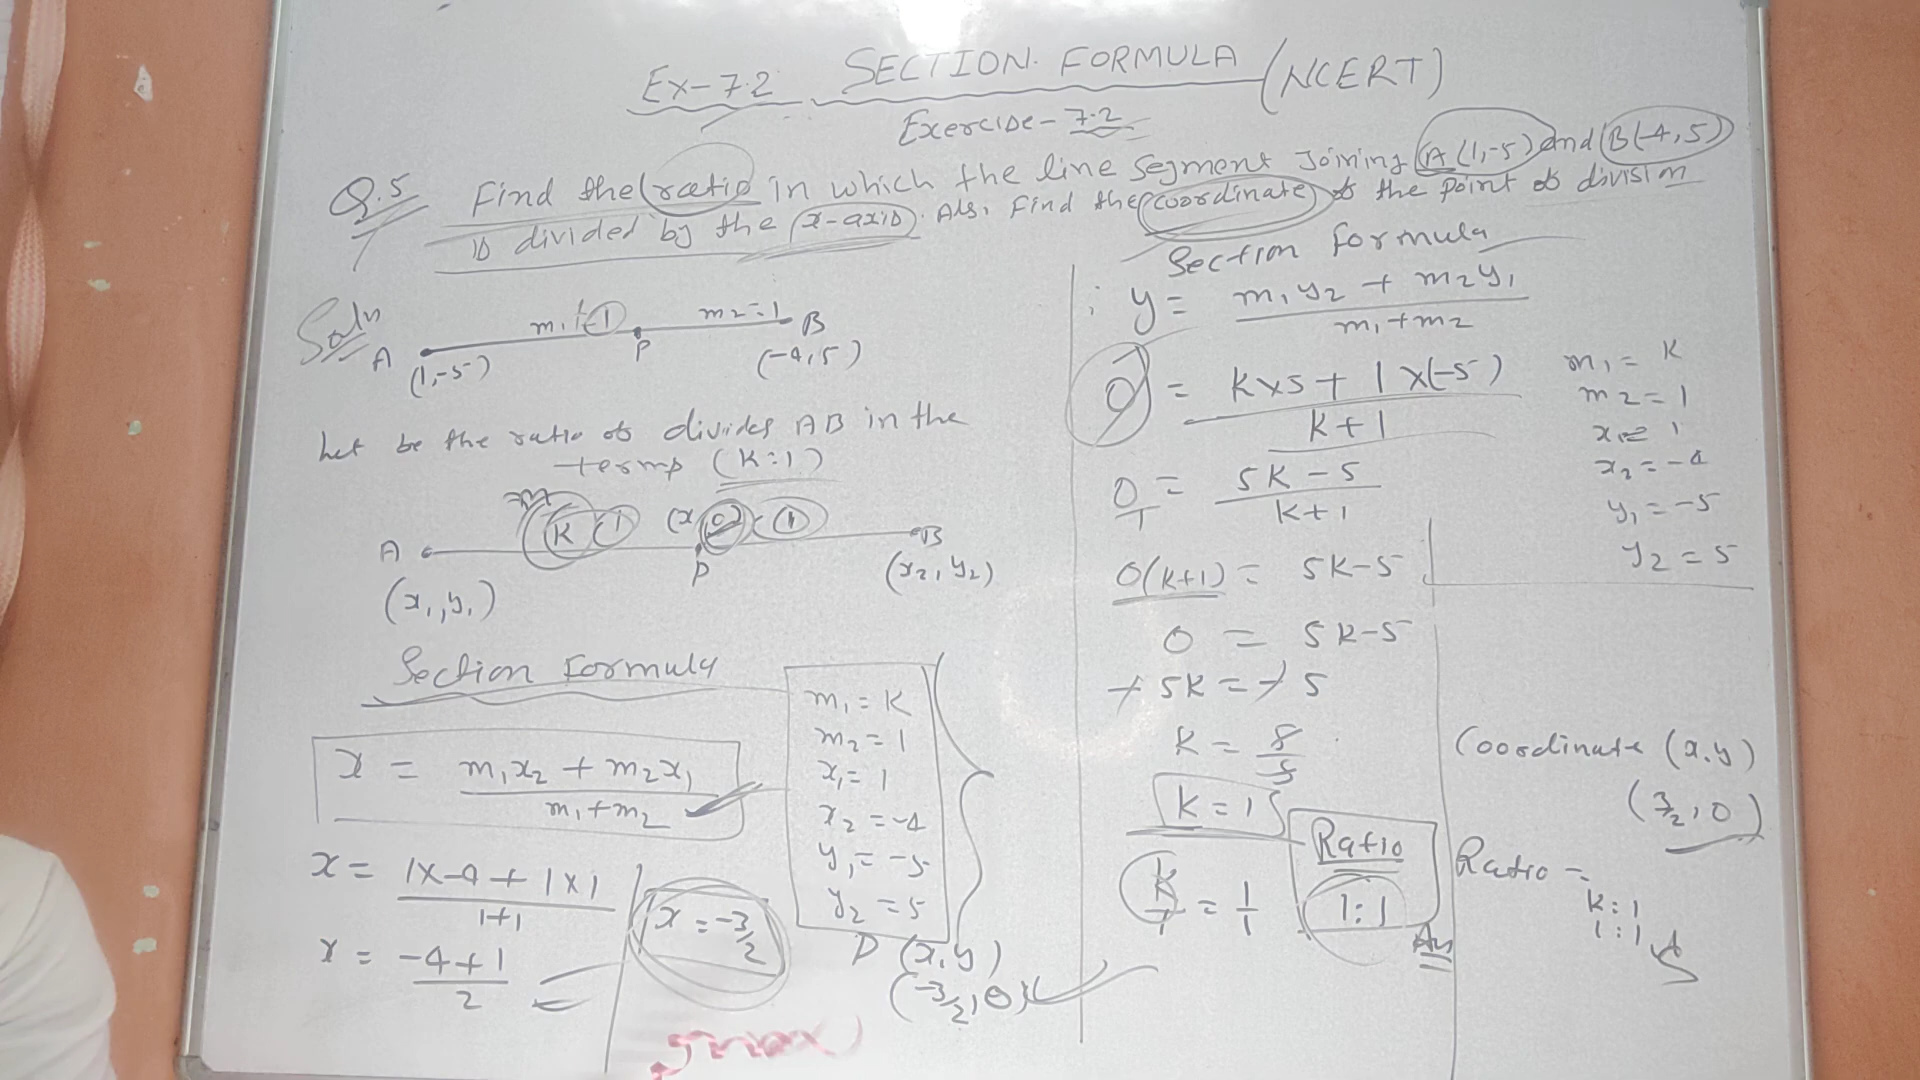 Ex-7.2 SECTION FORMULA (NCERT)
Exercise-7.2
Q.5 Find the ratio in which the line segment Joining A(1,-5) and B(-4,5)
is divided by the x-axis. Also Find the coordinate of the point of division
Soln
m1=1 m2=1
A P B
(1,-5) (-4,5)
Let be the ratio of divides AB in the
terms (K:1)
K 1 (x, 0) 1
A P B
(x1,y1) (x2,y2)
Section Formula
x = m1x2 + m2x1 / m1+m2
m1=K
m2=1
x1=1
x2=-4
y1=-5
y2=5
x = 1x-4+1x1 / 1+1
x = -4+1 / 2
x=-3/2
P (x,y)
(-3/2,0)
Section formula
y = m1y2 + m2y1 / m1+m2
0 = Kx5+1x(-5) / K+1
m1=K
m2=1
x1=1
x2=-4
y1=-5
y2=5
0/1 = 5K-5 / K+1
0(K+1) = 5K-5
0 = 5K-5
+5K=+5
K=5/5
K=1
K/1 = 1/1
Ratio
1:1
Ans
Coordinate (x,y)
(3/2,0)
Ratio =
K:1
1:1